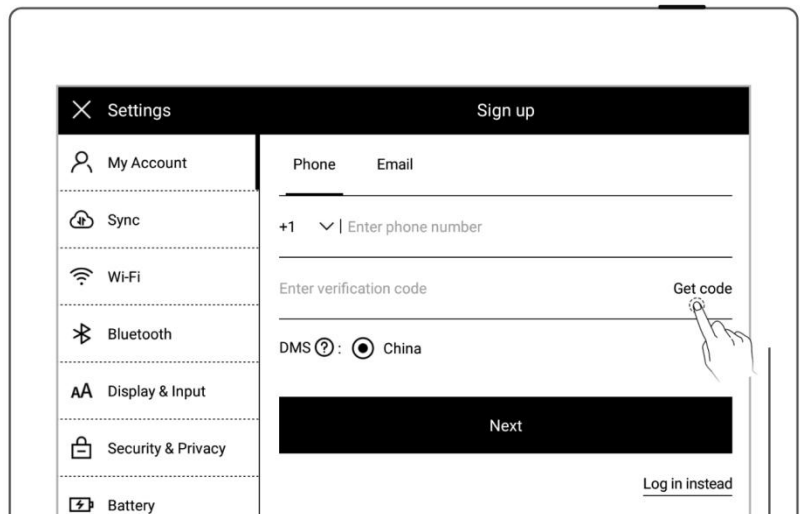 Settings
Sign up
My Account
Sync
Wi-Fi
Bluetooth
AA Display & Input
Security & Privacy
Battery
Phone Email
+1 Enter phone number
Enter verification code Get code
DMS ? : China
Next
Log in instead